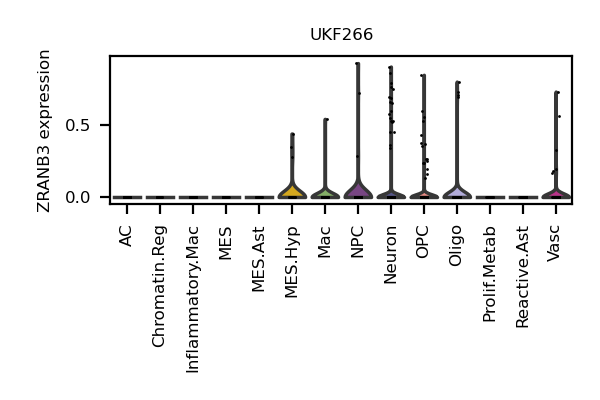 UKF266
ZRANB3 expression
0.5
0.0
AC
Chromatin.Reg
Inflammatory.Mac
MES
MES.Ast
MES.Hyp
Mac
NPC
Neuron
OPC
Oligo
Prolif.Metab
Reactive.Ast
Vasc